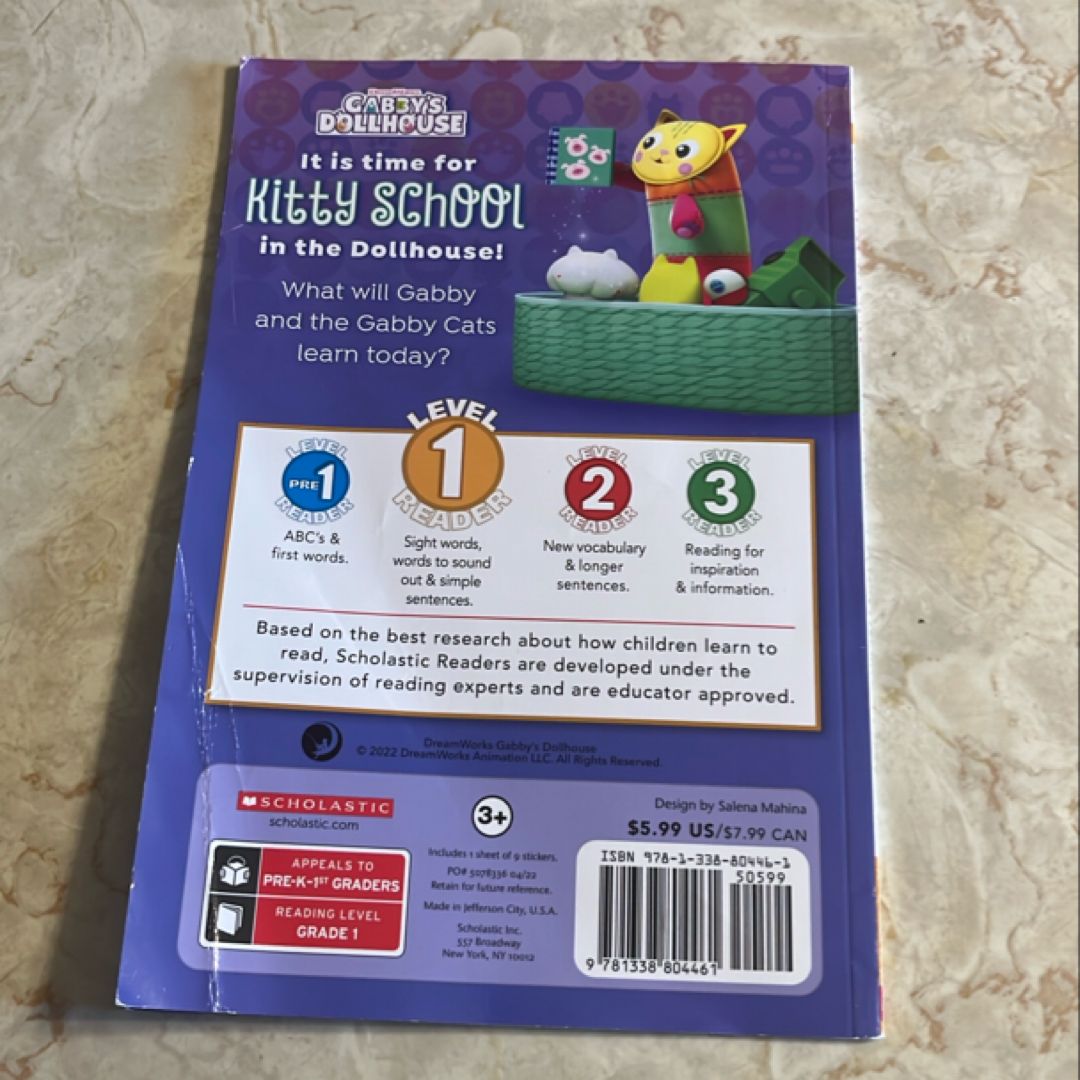 GABBY'S
DOLLHOUSE
It is time for
Kitty School
in the Dollhouse!
What will Gabby
and the Gabby Cats
learn today?
LEVEL
PRE 1
READER
ABC's &
first words.
LEVEL
1
READER
Sight words,
words to sound
out & simple
sentences.
LEVEL
2
READER
New vocabulary
& longer
sentences.
LEVEL
3
READER
Reading for
inspiration
& information.
Based on the best research about how children learn to
read, Scholastic Readers are developed under the
supervision of reading experts and are educator approved.
DreamWorks Gabby's Dollhouse
© 2022 DreamWorks Animation LLC. All Rights Reserved.
SCHOLASTIC
scholastic.com
APPEALS TO
PRE-K–1ST GRADERS
READING LEVEL
GRADE 1
3+
Includes 1 sheet of 9 stickers.
PO# 5078336 04/22
Retain for future reference.
Made in Jefferson City, U.S.A.
Scholastic Inc.
557 Broadway
New York, NY 10012
Design by Salena Mahina
$5.99 US/$7.99 CAN
ISBN 978-1-338-80446-1
50599
9 781338 804461